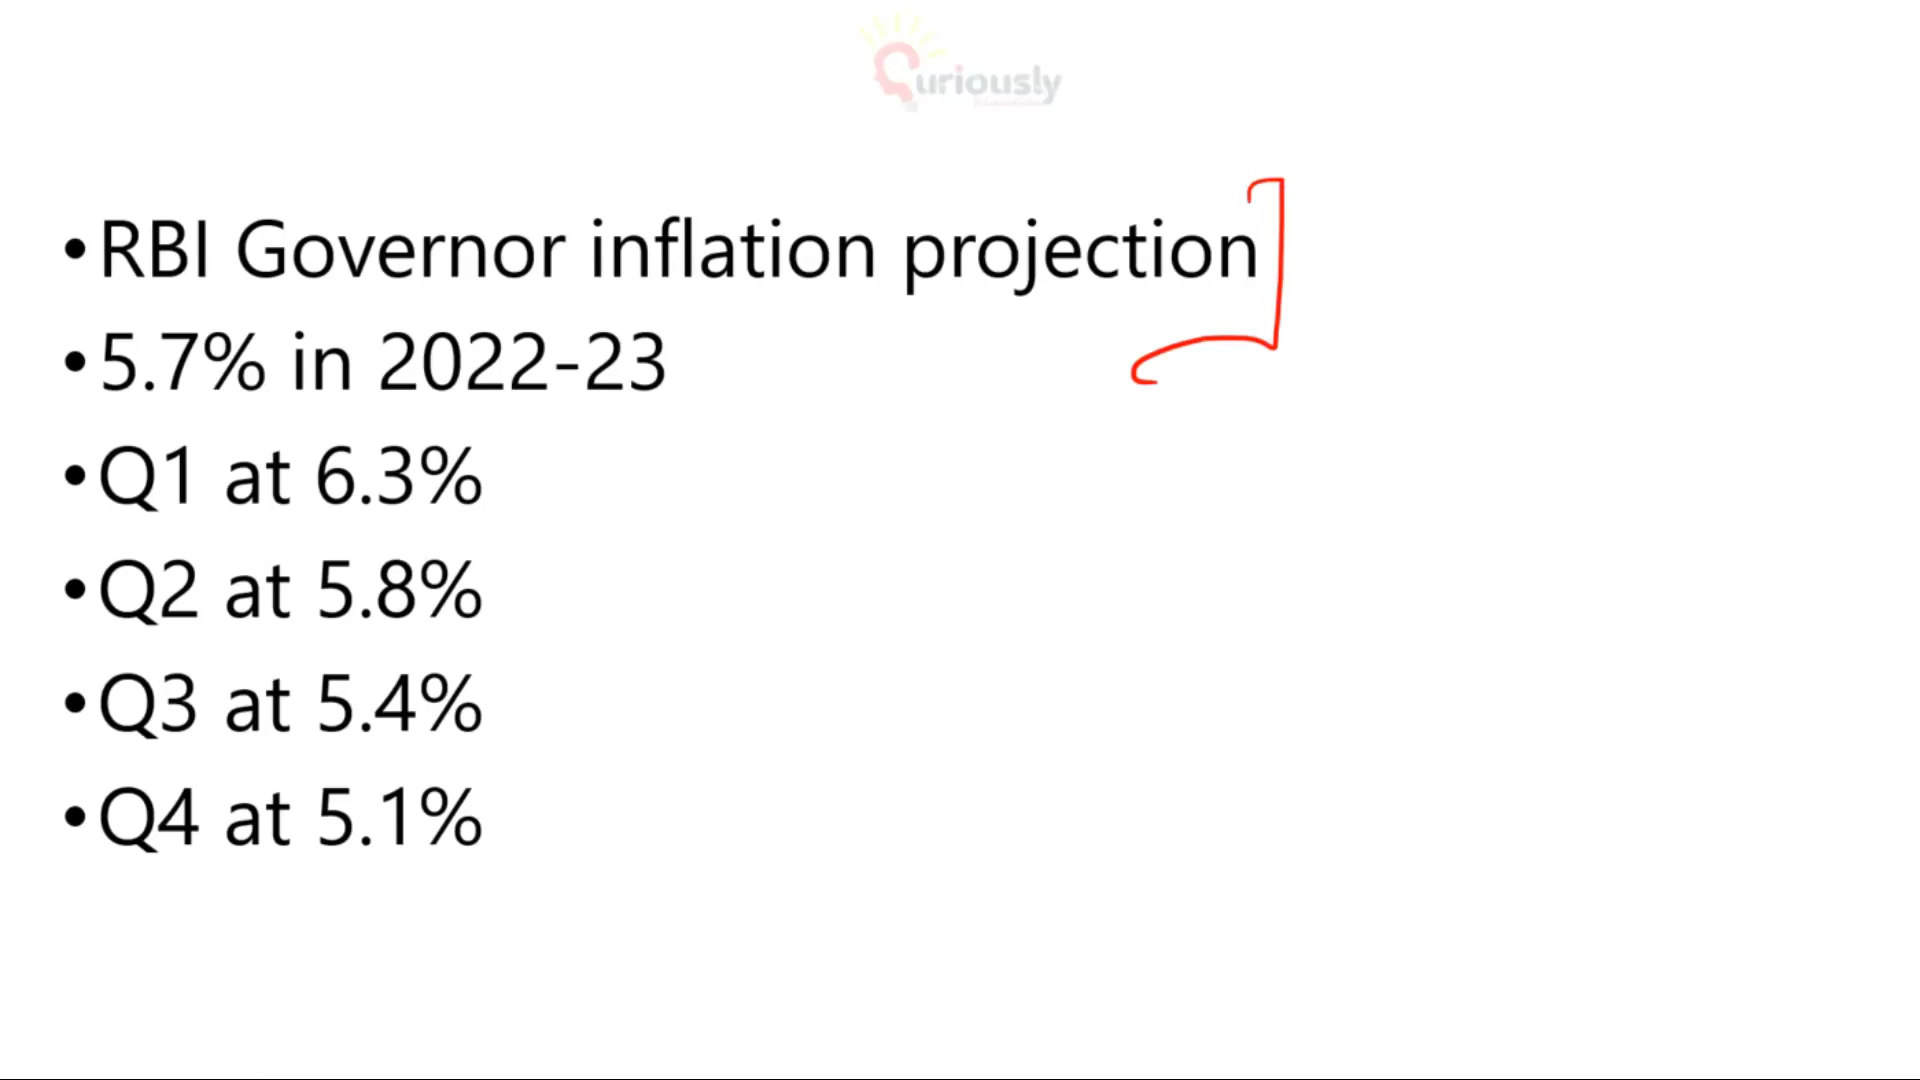 Curiously
• RBI Governor inflation projection
• 5.7% in 2022-23
• Q1 at 6.3%
• Q2 at 5.8%
• Q3 at 5.4%
• Q4 at 5.1%